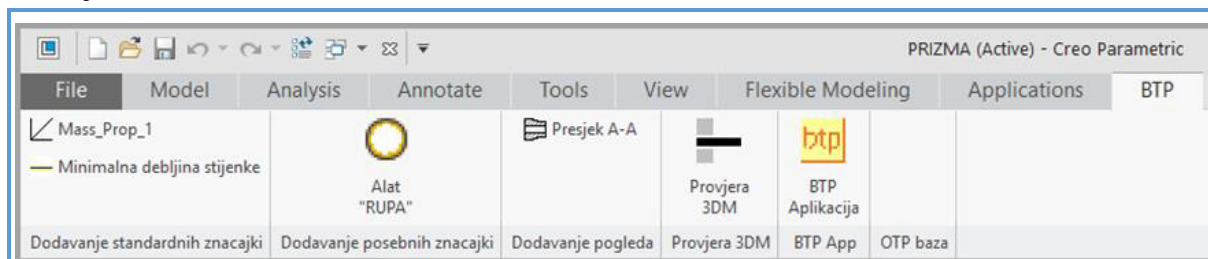 PRIZMA (Active) - Creo Parametric
File Model Analysis Annotate Tools View Flexible Modeling Applications BTP
Mass_Prop_1
Minimalna debljina stijenke
Alat
"RUPA"
Presjek A-A
Provjera
3DM
btp
BTP
Aplikacija
Dodavanje standardnih znacajki Dodavanje posebnih znacajki Dodavanje pogleda Provjera 3DM BTP App OTP baza